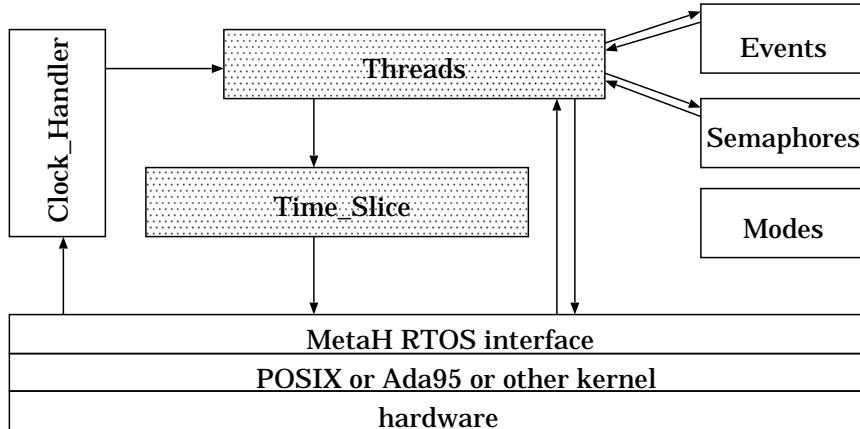 Events
Threads
Clock_Handler
Semaphores
Time_Slice
Modes
MetaH RTOS interface
POSIX or Ada95 or other kernel
hardware